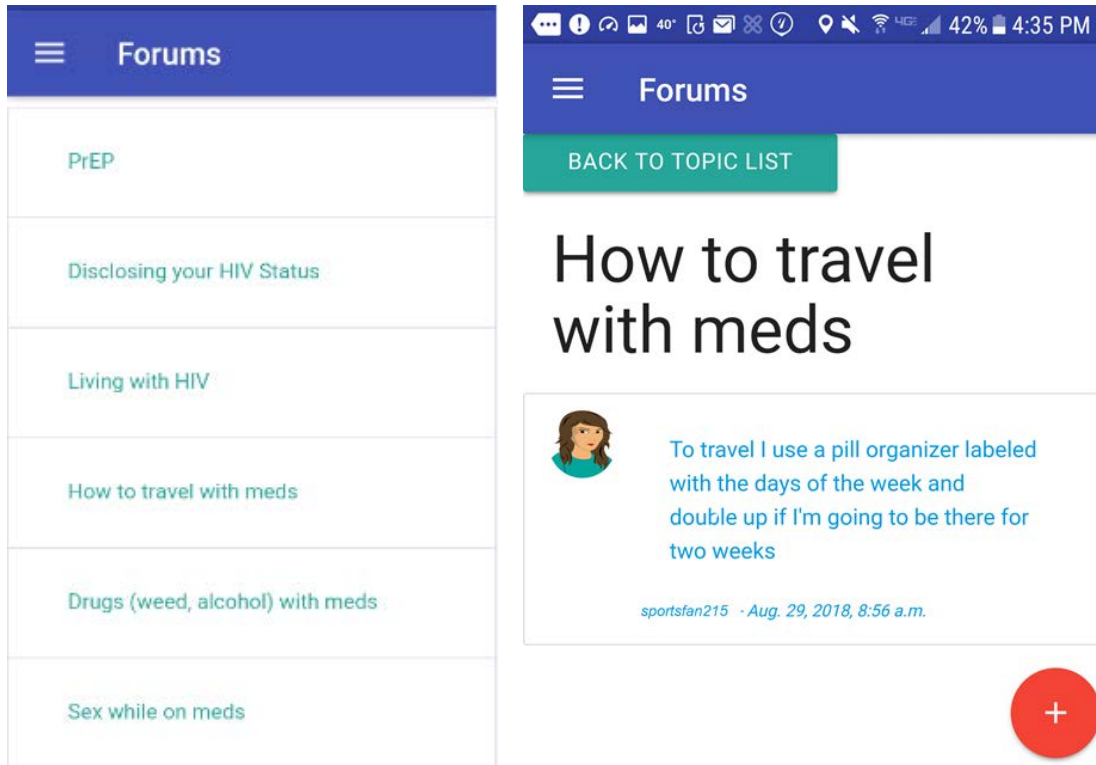 Forums
PrEP
Disclosing your HIV Status
Living with HIV
How to travel with meds
Drugs (weed, alcohol) with meds
Sex while on meds
40° 4G 42% 4:35 PM
Forums
BACK TO TOPIC LIST
How to travel
with meds
To travel I use a pill organizer labeled
with the days of the week and
double up if I'm going to be there for
two weeks
sportsfan215 - Aug. 29, 2018, 8:56 a.m.
+